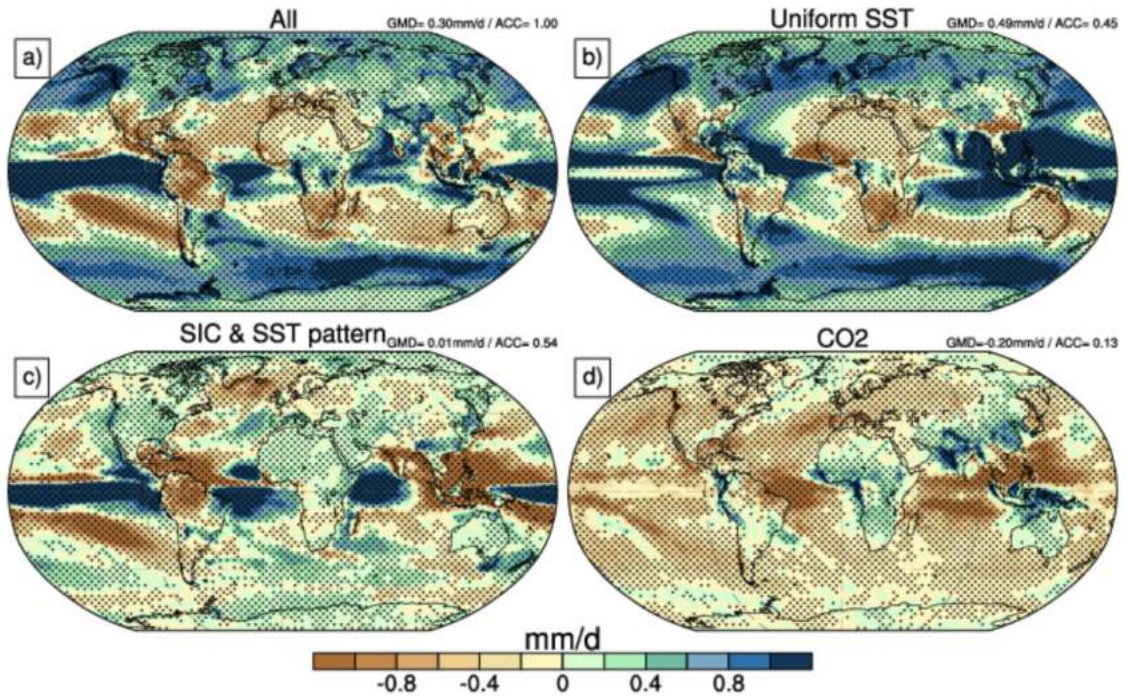 All
GMD= 0.30mm/d / ACC= 1.00
Uniform SST
GMD= 0.49mm/d / ACC= 0.45
a)
b)
SIC & SST pattern
GMD= 0.01mm/d / ACC= 0.54
CO2
GMD=-0.20mm/d / ACC= 0.13
c)
d)
mm/d
-0.8 -0.4 0 0.4 0.8